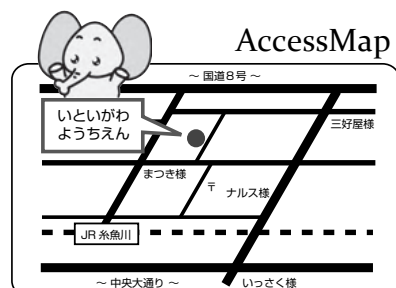 AccessMap
～ 国道8号 ～
いといがわ
ようちえん
三好屋様
まつき様
〒
ナルス様
JR 糸魚川
～ 中央大通り ～
いっさく様